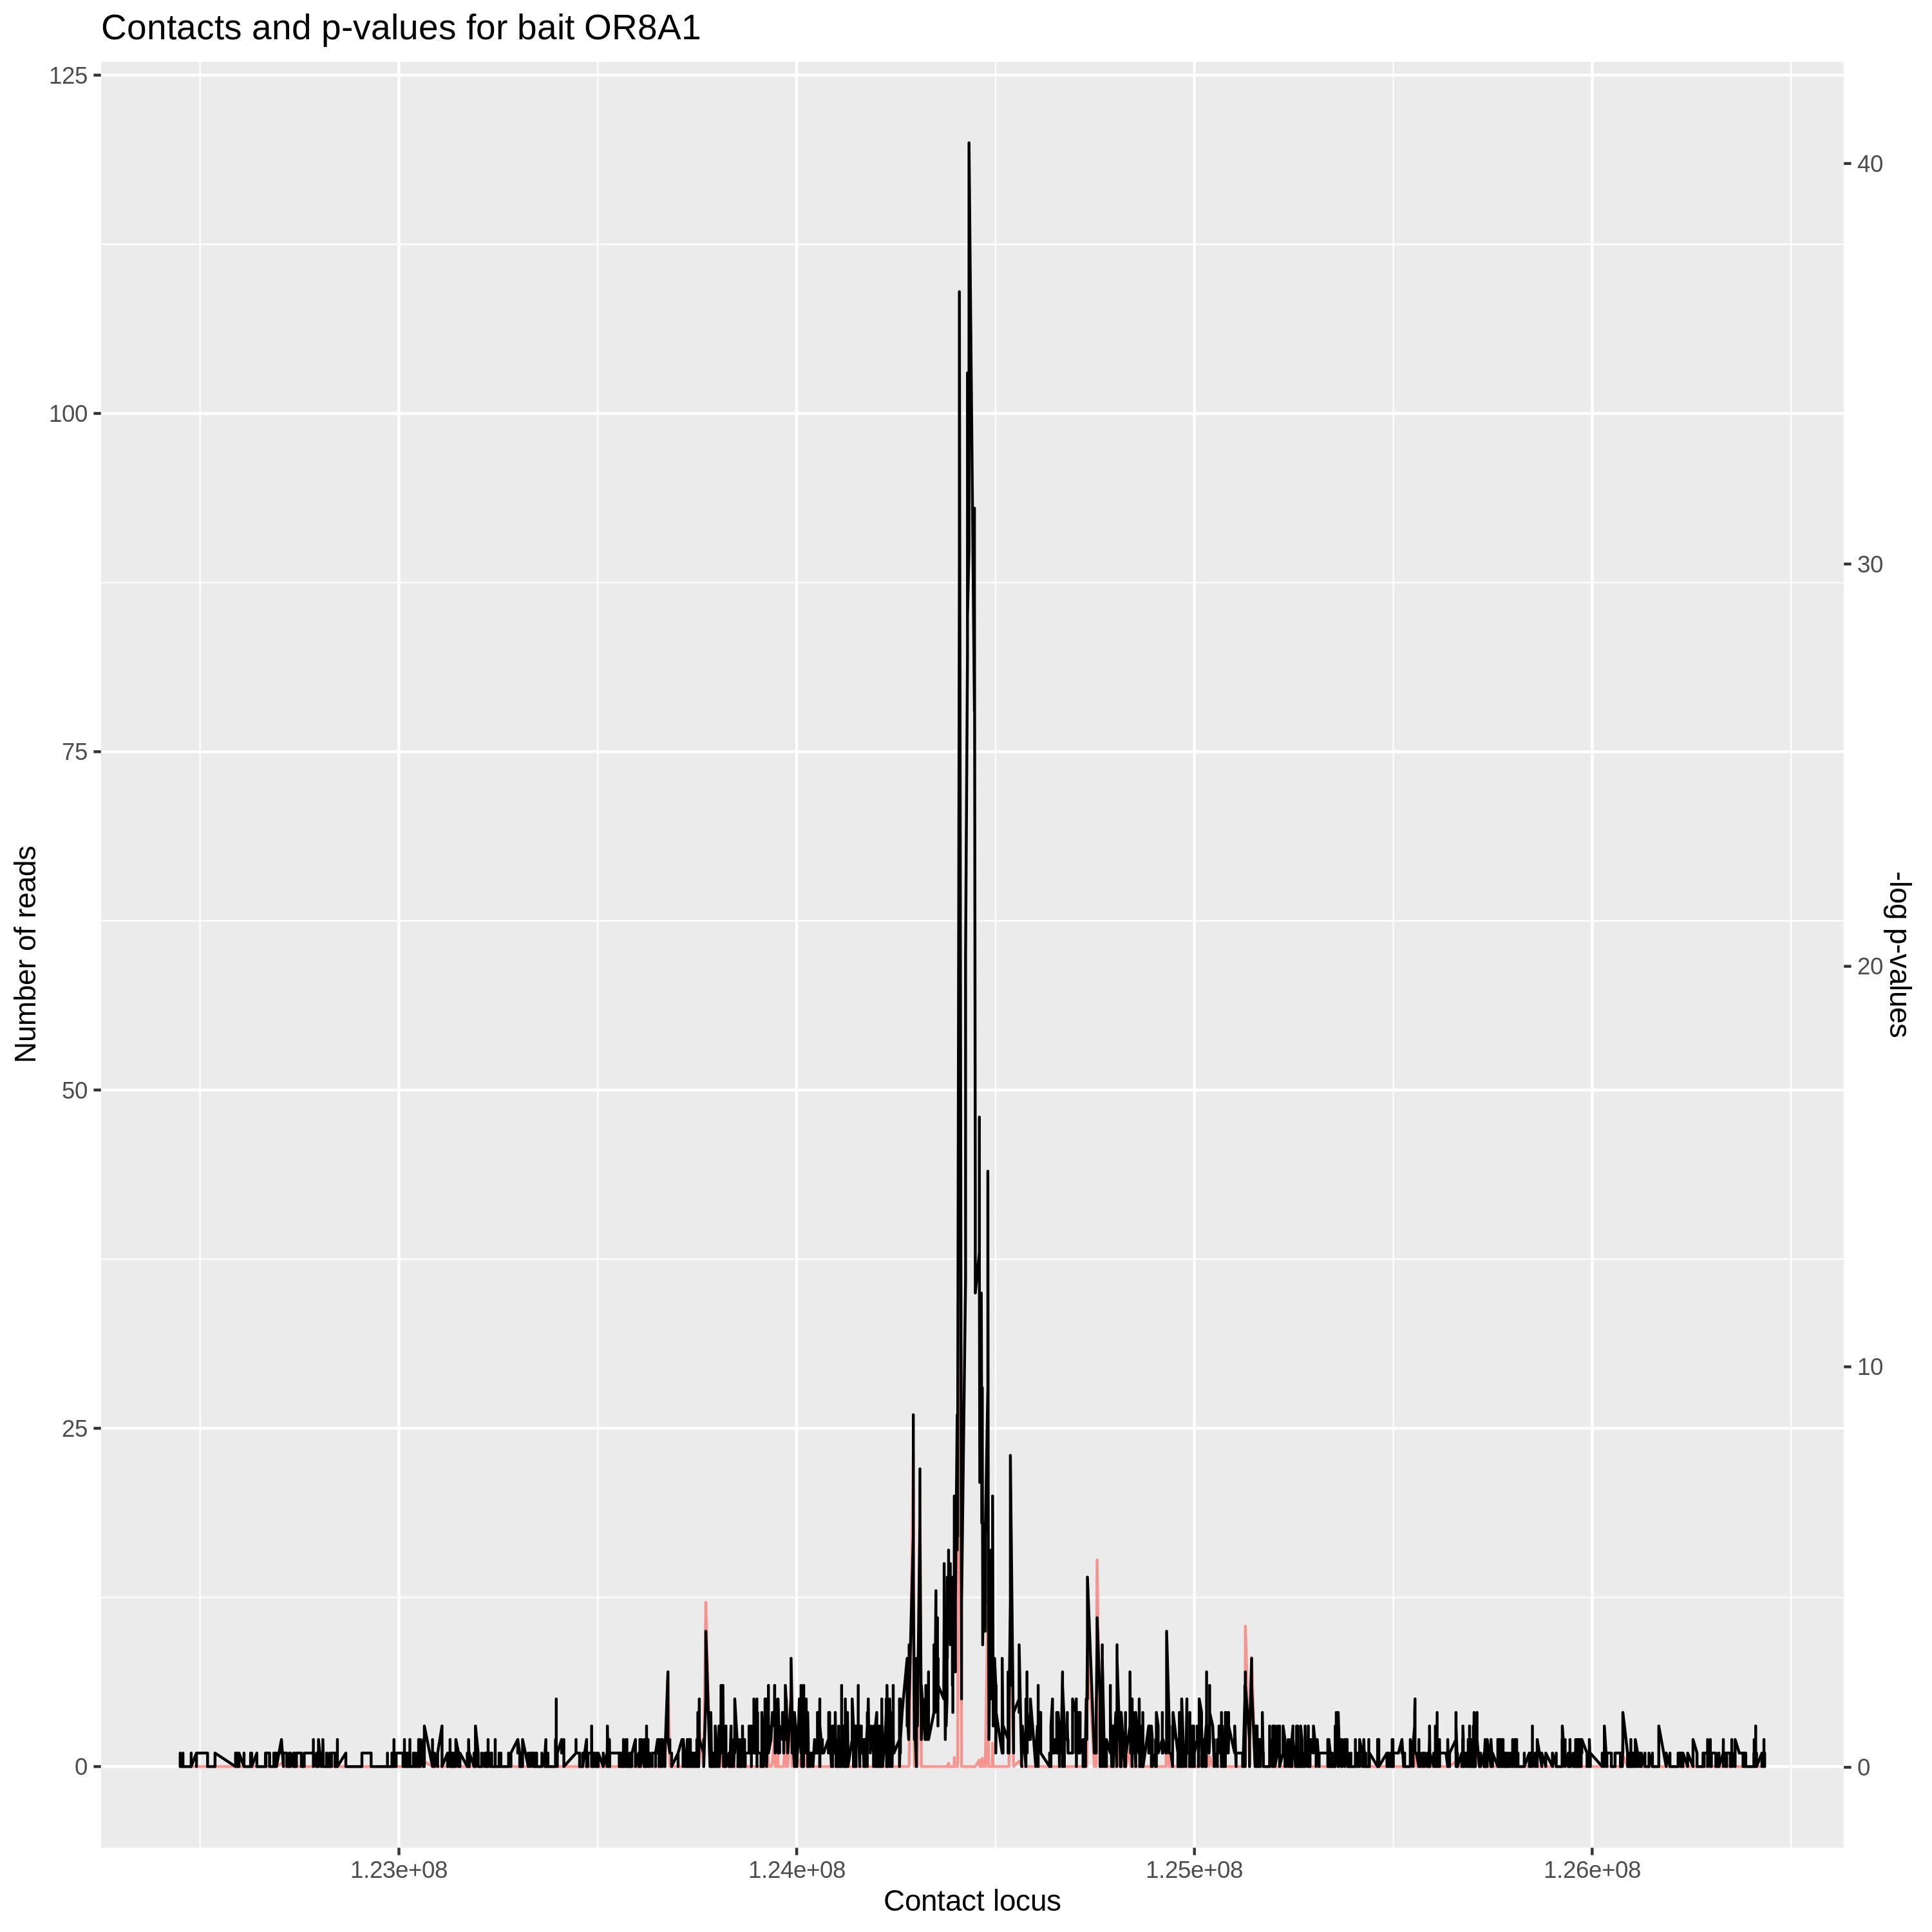 Contacts and p-values for bait OR8A1
125
100
75
50
25
0
Number of reads
40
30
20
10
0
-log p-values
1.23e+08
1.24e+08
1.25e+08
1.26e+08
Contact locus